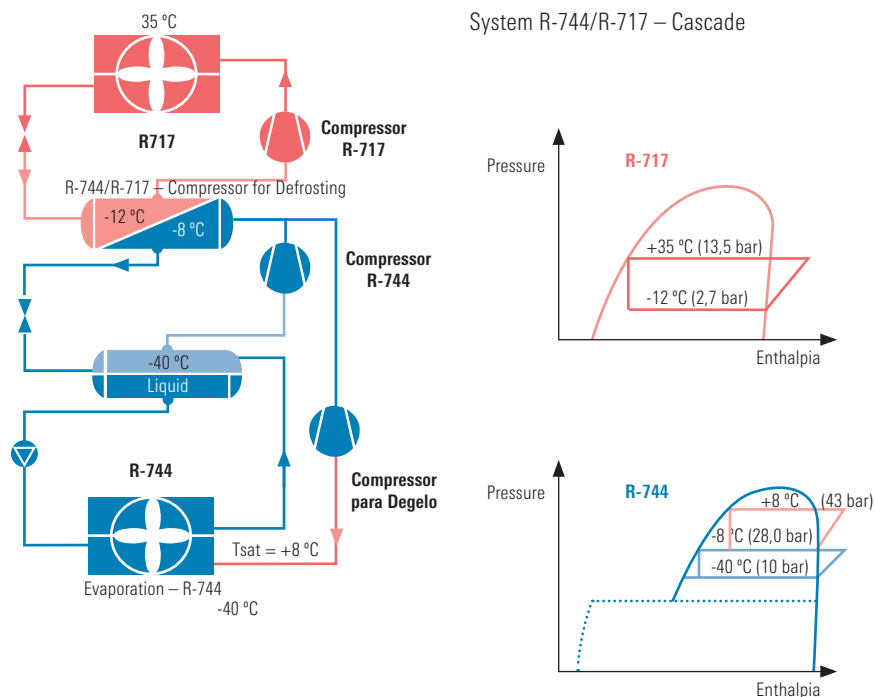 35 ºC
System R-744/R-717 – Cascade
Compressor
R-717
R717
R-744/R-717 – Compressor for Defrosting
-12 ºC
-8 ºC
Compressor
R-744
-40 ºC
Liquid
R-744
Compressor
para Degelo
Tsat = +8 ºC
Evaporation – R-744
-40 ºC
Pressure
R-717
+35 ºC (13,5 bar)
-12 ºC (2,7 bar)
Enthalpia
Pressure
R-744
+8 ºC (43 bar)
-8 ºC (28,0 bar)
-40 ºC (10 bar)
Enthalpia